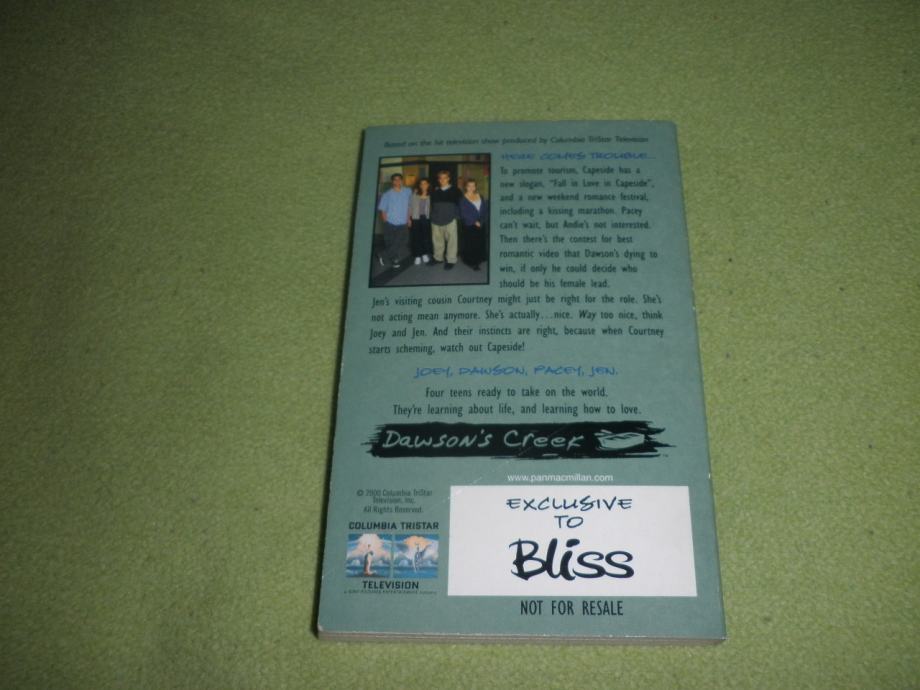 Based on the hit television show produced by Columbia TriStar Television
HERE COMES TROUBLE...
To promote tourism, Capeside has a
new slogan, "Fall in Love in Capeside",
and a new weekend romance festival,
including a kissing marathon. Pacey
can't wait, but Andie's not interested.
Then there's the contest for best
romantic video that Dawson's dying to
win, if only he could decide who
should be his female lead.
Jen's visiting cousin Courtney might just be right for the role. She's
not acting mean anymore. She's actually...nice. Way too nice, think
Joey and Jen. And their instincts are right, because when Courtney
starts scheming, watch out Capeside!
JOEY, DAWSON, PACEY, JEN.
Four teens ready to take on the world.
They're learning about life, and learning how to love.
Dawson's Creek
™
www.panmacmillan.com
© 2000 Columbia TriStar
Television, Inc.
All Rights Reserved.
COLUMBIA TRISTAR
TELEVISION
a SONY PICTURES ENTERTAINMENT company
EXCLUSIVE
TO
Bliss
NOT FOR RESALE